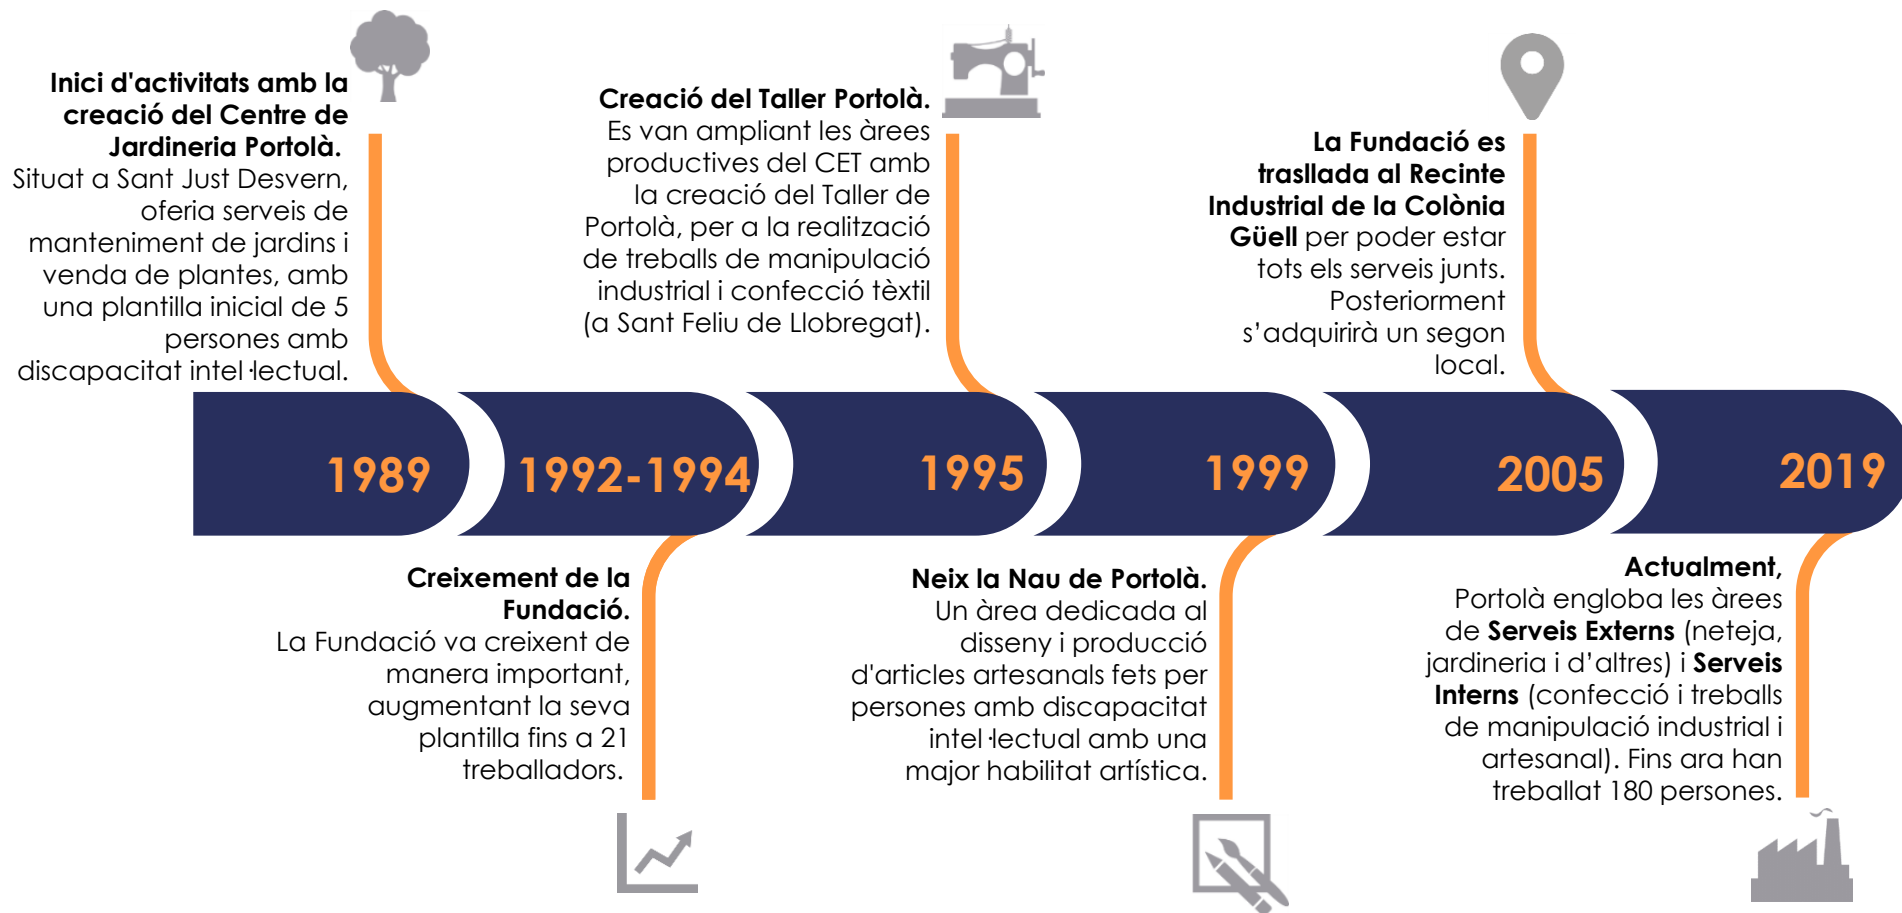 Inici d'activitats amb la
creació del Centre de
Jardineria Portolà.
Situat a Sant Just Desvern,
oferia serveis de
manteniment de jardins i
venda de plantes, amb
una plantilla inicial de 5
persones amb
discapacitat intel·lectual.
Creació del Taller Portolà.
Es van ampliant les àrees
productives del CET amb
la creació del Taller de
Portolà, per a la realització
de treballs de manipulació
industrial i confecció tèxtil
(a Sant Feliu de Llobregat).
La Fundació es
trasllada al Recinte
Industrial de la Colònia
Güell per poder estar
tots els serveis junts.
Posteriorment
s’adquirirà un segon
local.
1989
1992-1994
1995
1999
2005
2019
Creixement de la
Fundació.
La Fundació va creixent de
manera important,
augmentant la seva
plantilla fins a 21
treballadors.
Neix la Nau de Portolà.
Un àrea dedicada al
disseny i producció
d'articles artesanals fets per
persones amb discapacitat
intel·lectual amb una
major habilitat artística.
Actualment,
Portolà engloba les àrees
de Serveis Externs (neteja,
jardineria i d’altres) i Serveis
Interns (confecció i treballs
de manipulació industrial i
artesanal). Fins ara han
treballat 180 persones.